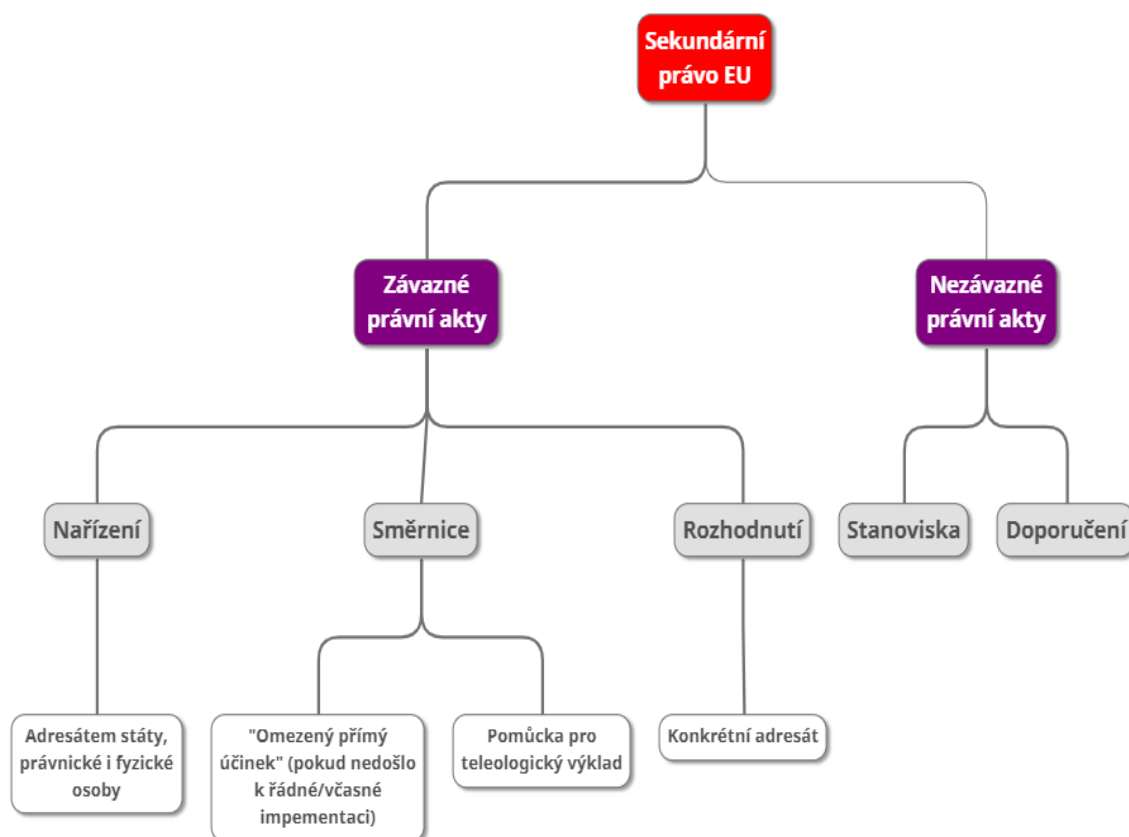 Sekundární
právo EU
Závazné
právní akty
Nezávazné
právní akty
Nařízení
Směrnice
Rozhodnutí
Stanoviska
Doporučení
Adresátem státy,
právnické i fyzické
osoby
"Omezený přímý
účinek" (pokud nedošlo
k řádné/včasné
impementaci)
Pomůcka pro
teleologický výklad
Konkrétní adresát